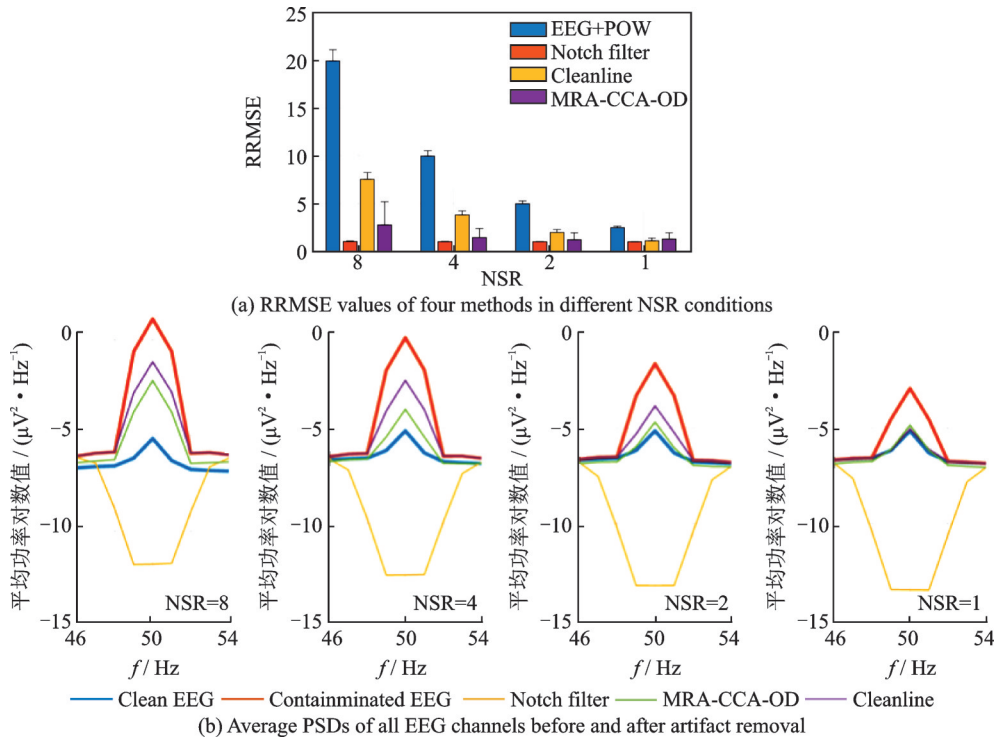 25
20
15
10
5
0
RRMSE
EEG+POW
Notch filter
Cleanline
MRA-CCA-OD
8 4 2 1
NSR
(a) RRMSE values of four methods in different NSR conditions
平均功率对数值 / (μV²·Hz⁻¹)
0
−5
−10
−15
NSR=8
46 50 54
f / Hz
平均功率对数值 / (μV²·Hz⁻¹)
0
−5
−10
−15
NSR=4
46 50 54
f / Hz
平均功率对数值 / (μV²·Hz⁻¹)
0
−5
−10
−15
NSR=2
46 50 54
f / Hz
平均功率对数值 / (μV²·Hz⁻¹)
0
−5
−10
−15
NSR=1
46 50 54
f / Hz
Clean EEG Containminated EEG Notch filter MRA-CCA-OD Cleanline
(b) Average PSDs of all EEG channels before and after artifact removal